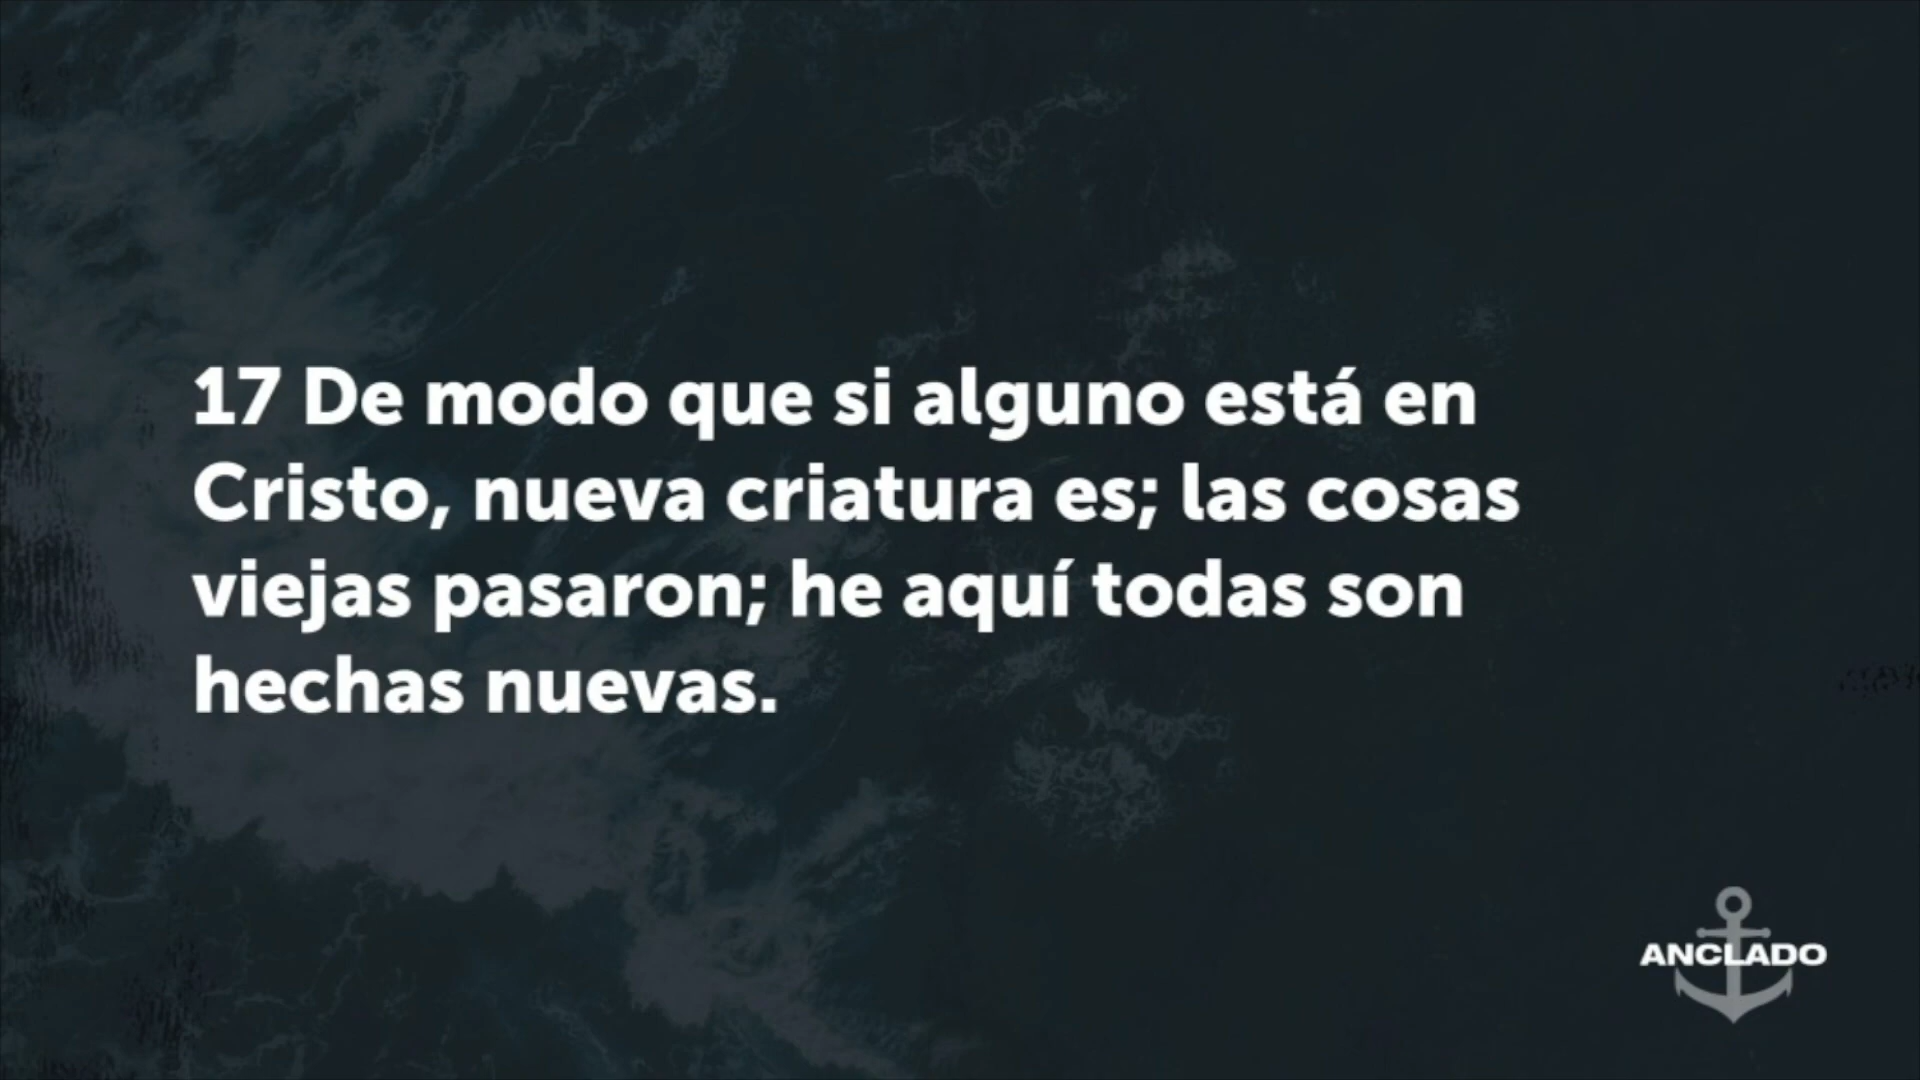 17 De modo que si alguno está en
Cristo, nueva criatura es; las cosas
viejas pasaron; he aquí todas son
hechas nuevas.
ANCLADO